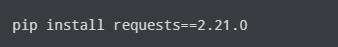 pip install requests==2.21.0